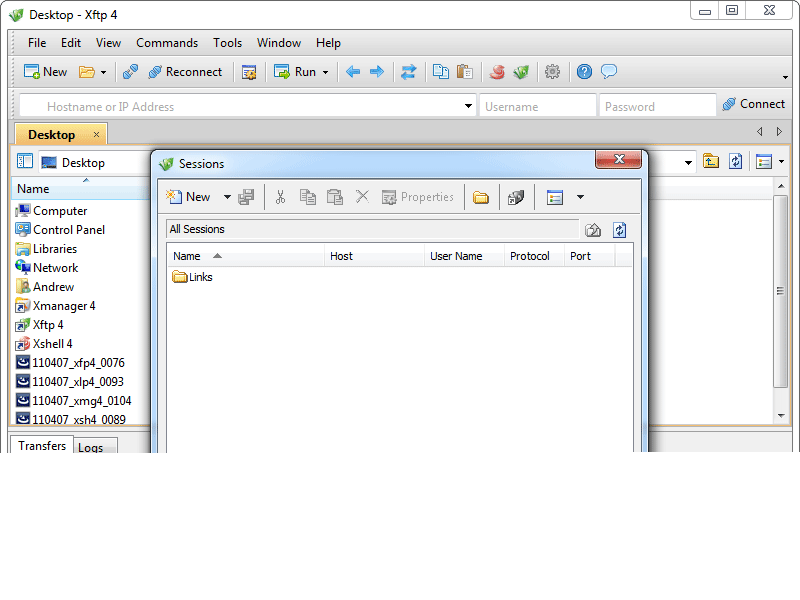 Desktop - Xftp 4
File Edit View Commands Tools Window Help
New Reconnect Run
Hostname or IP Address Username Password Connect
Desktop
Desktop
Name
Computer
Control Panel
Libraries
Network
Andrew
Xmanager 4
Xftp 4
Xshell 4
110407_xfp4_0076
110407_xlp4_0093
110407_xmg4_0104
110407_xsh4_0089
Transfers Logs
Sessions
New Properties
All Sessions
Name Host User Name Protocol Port
Links